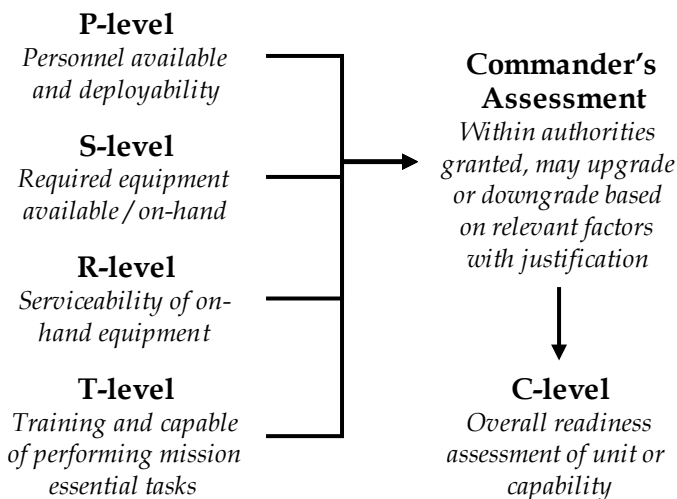 P-level
Personnel available
and deployability
S-level
Required equipment
available / on-hand
R-level
Serviceability of on-
hand equipment
T-level
Training and capable
of performing mission
essential tasks
Commander's
Assessment
Within authorities
granted, may upgrade
or downgrade based
on relevant factors
with justification
C-level
Overall readiness
assessment of unit or
capability